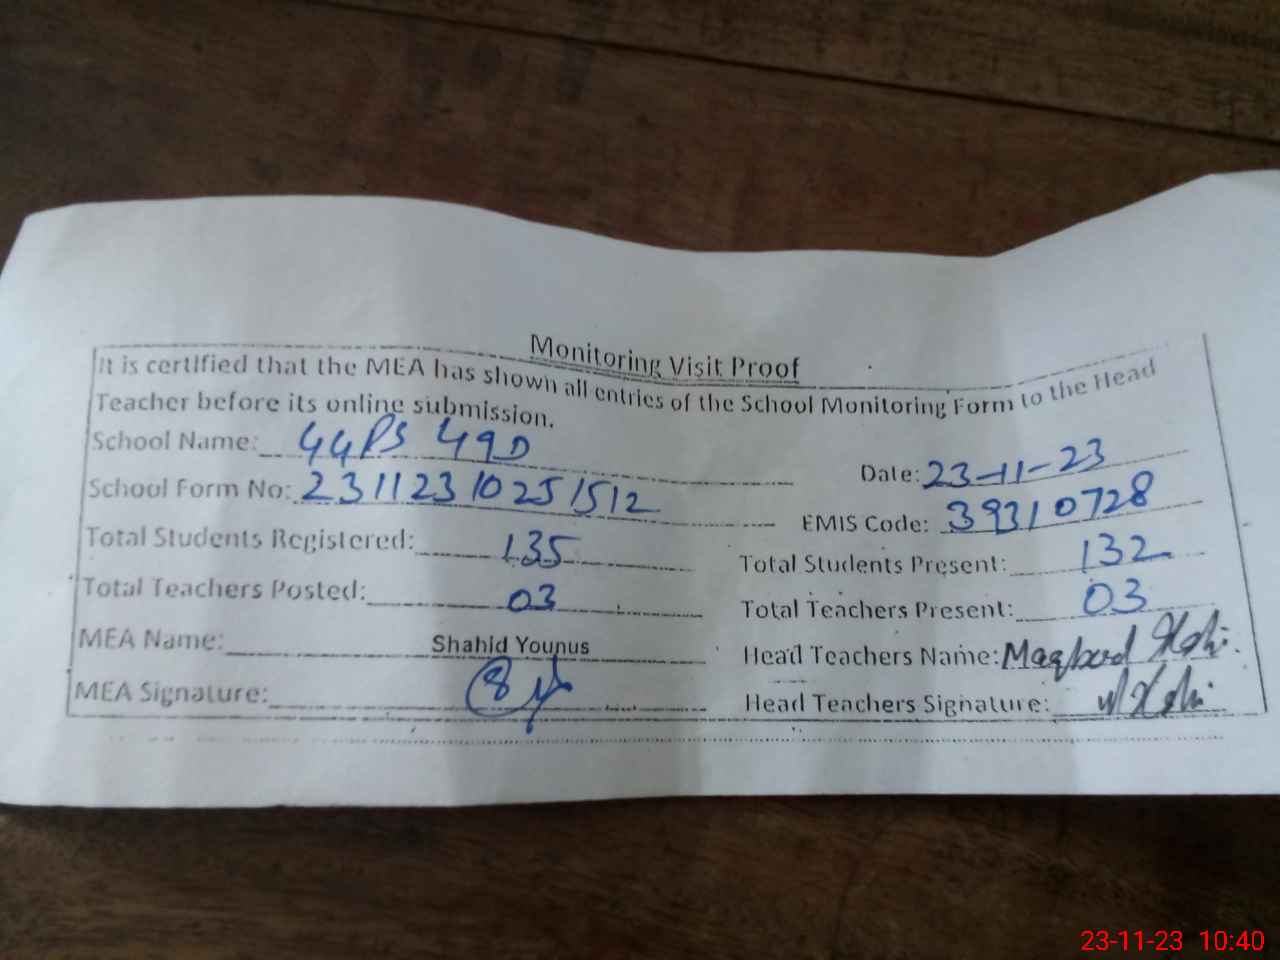 Monitoring Visit Proof
It is certified that the MEA has shown all entries of the School Monitoring Form to the Head
Teacher before its online submission.
School Name: GGPS 49D
Date: 23-11-23
School Form No: 231123102515 12
EMIS Code: 39310728
Total Students Registered: 135
Total Students Present: 132
Total Teachers Posted: 03
Total Teachers Present: 03
MEA Name: Shahid Younus
Head Teachers Name: Maqbool
MEA Signature:
Head Teachers Signature:
23-11-23 10:40